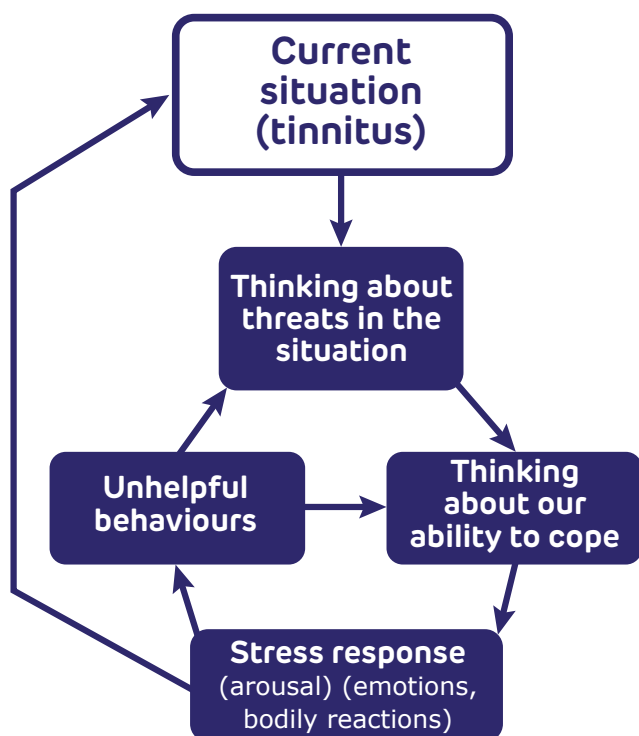 Current
situation
(tinnitus)
Thinking about
threats in the
situation
Unhelpful
behaviours
Thinking
about our
ability to cope
Stress response
(arousal) (emotions,
bodily reactions)